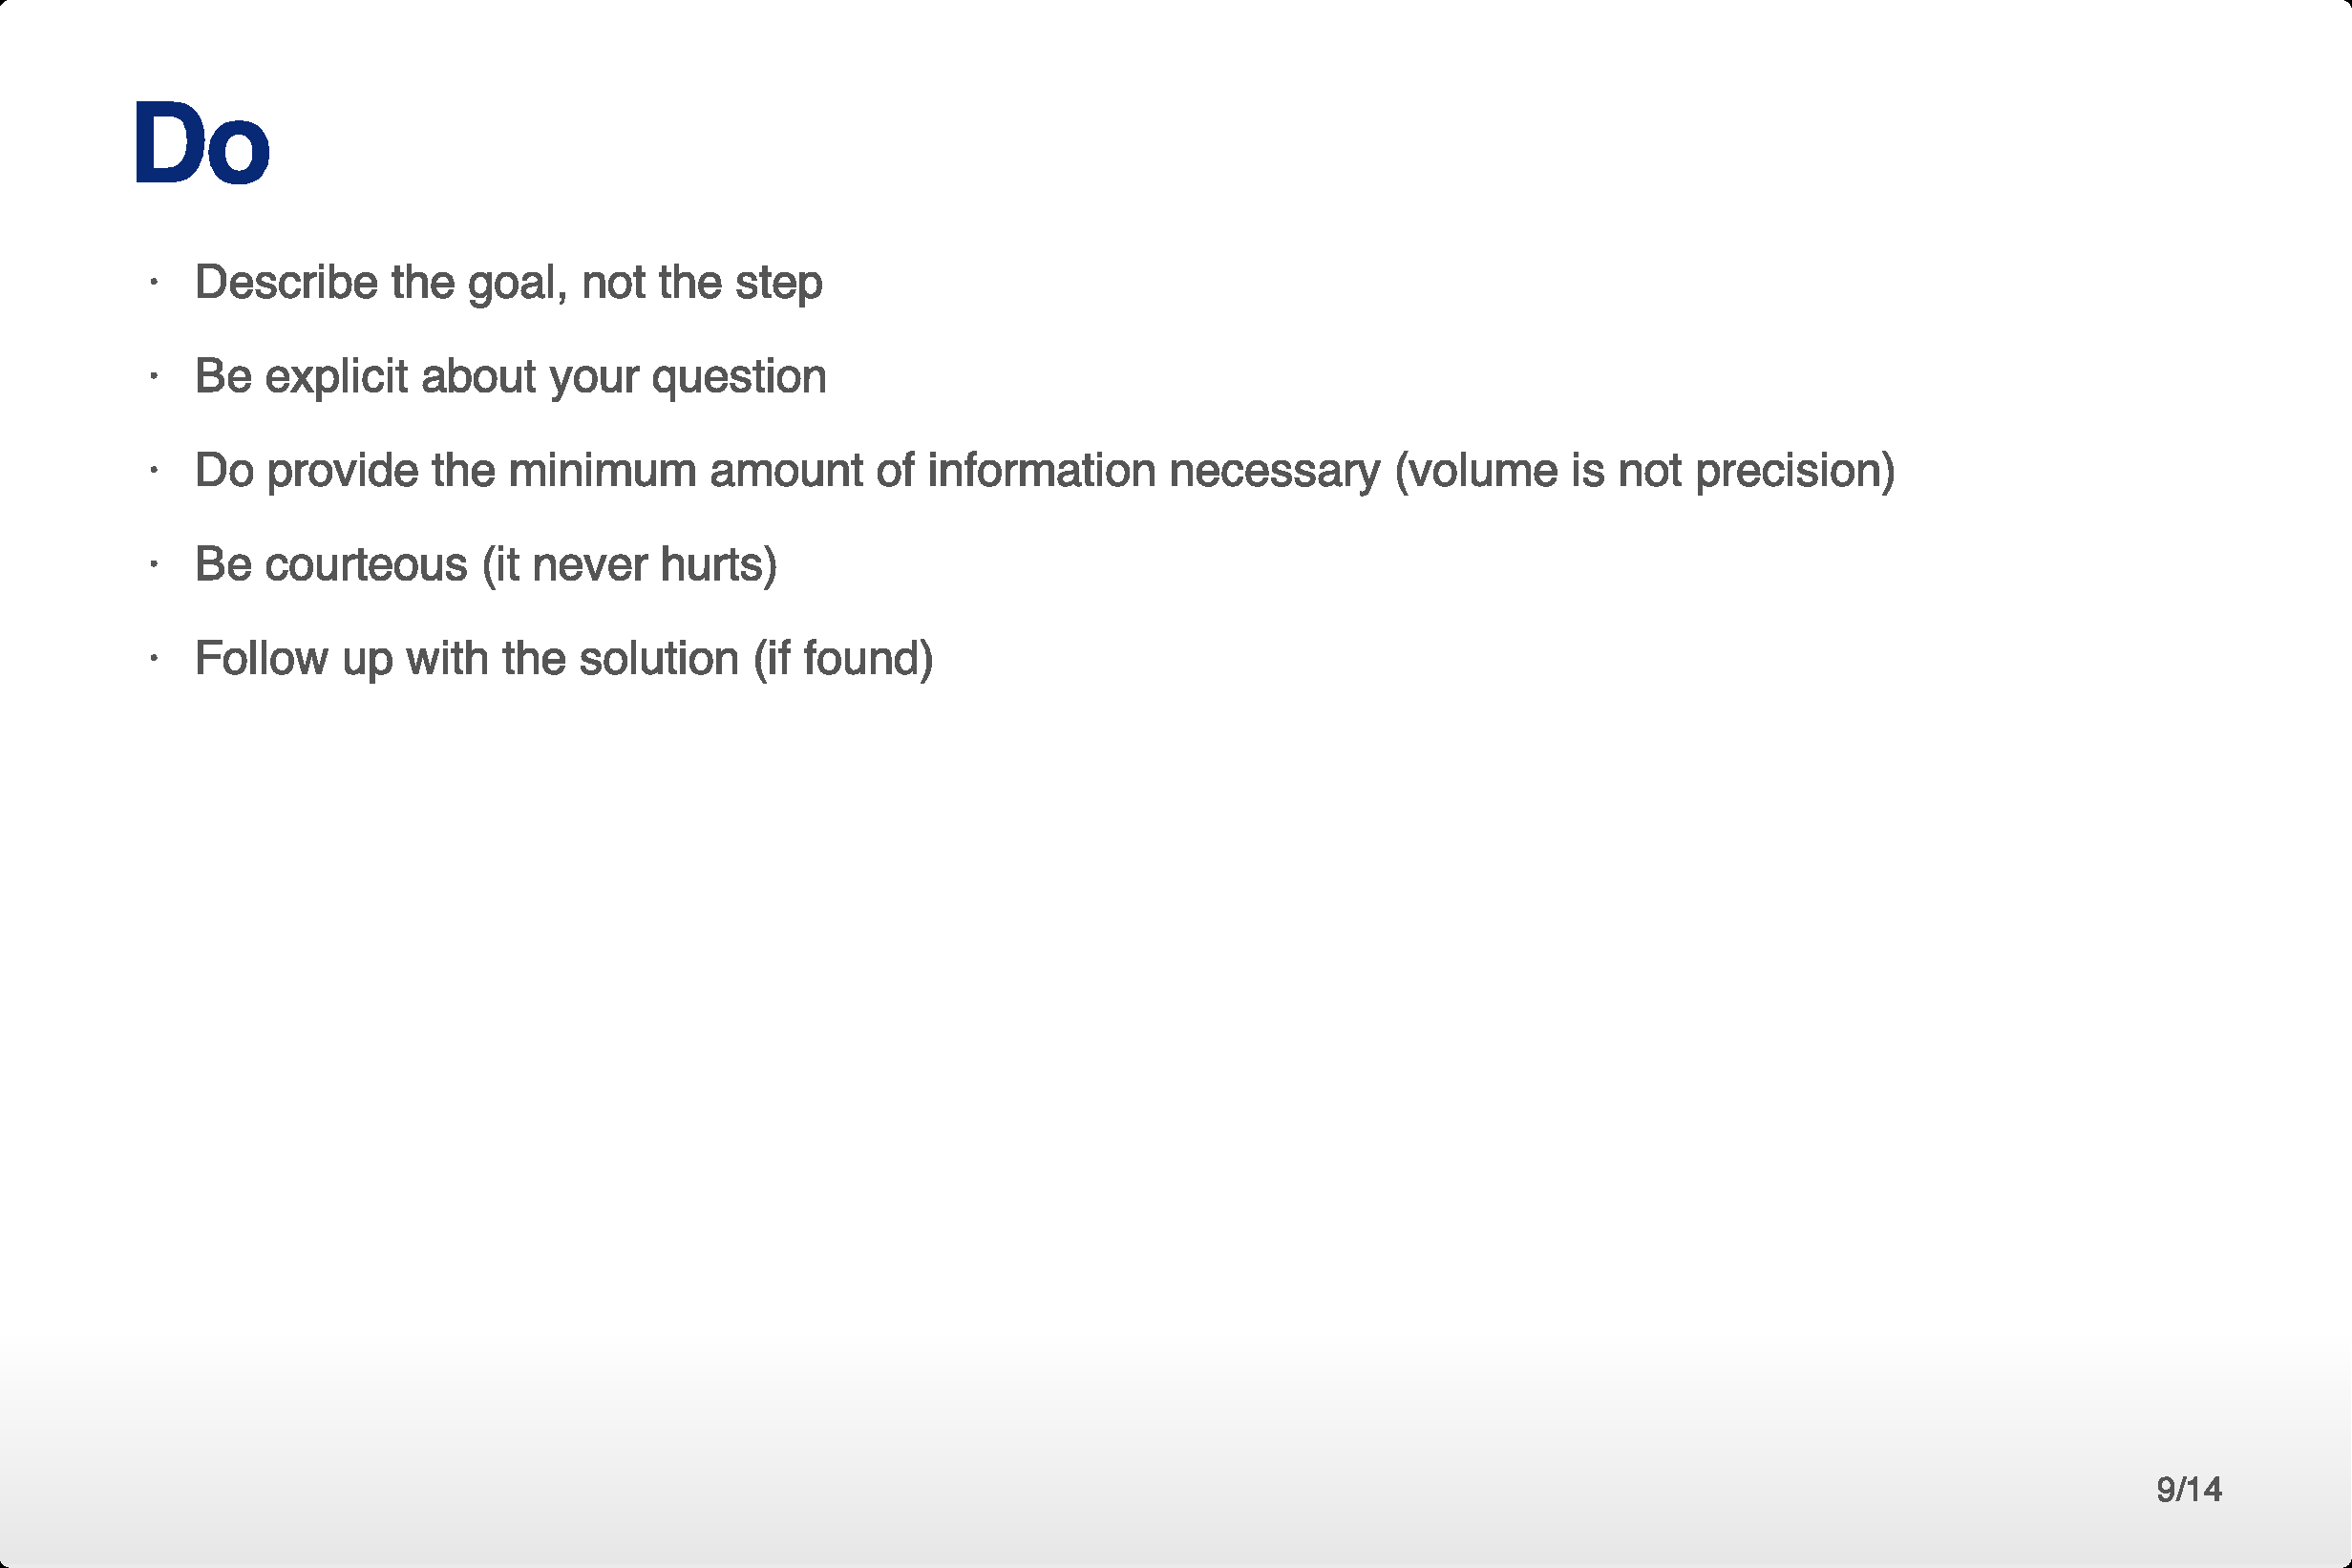 Do
· Describe the goal, not the step
· Be explicit about your question
· Do provide the minimum amount of information necessary (volume is not precision)
· Be courteous (it never hurts)
· Follow up with the solution (if found)
9/14